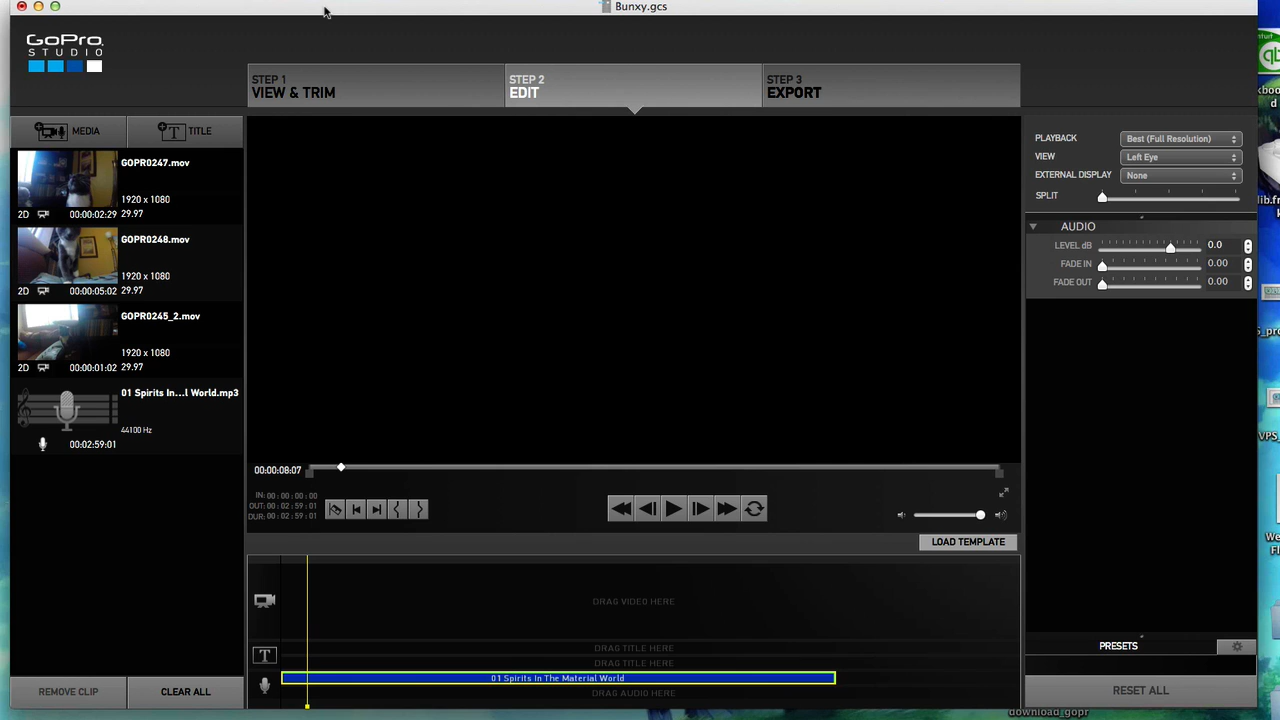 Bunxy.gcs
GoPro
STUDIO
STEP 1
VIEW & TRIM
STEP 2
EDIT
STEP 3
EXPORT
MEDIA
TITLE
GOPR0247.mov
1920 x 1080
2D 00:00:02:29 29.97
GOPR0248.mov
1920 x 1080
2D 00:00:05:02 29.97
GOPR0245_2.mov
1920 x 1080
2D 00:00:01:02 29.97
01 Spirits In...l World.mp3
44100 Hz
00:02:59:01
REMOVE CLIP
CLEAR ALL
00:00:08:07
IN: 00:00:00:00
OUT: 00:02:59:01
DUR: 00:02:59:01
LOAD TEMPLATE
DRAG VIDEO HERE
T
DRAG TITLE HERE
DRAG TITLE HERE
01 Spirits In The Material World
DRAG AUDIO HERE
PLAYBACK Best (Full Resolution)
VIEW Left Eye
EXTERNAL DISPLAY None
SPLIT
AUDIO
LEVEL dB 0.0
FADE IN 0.00
FADE OUT 0.00
PRESETS
RESET ALL
download_gopr